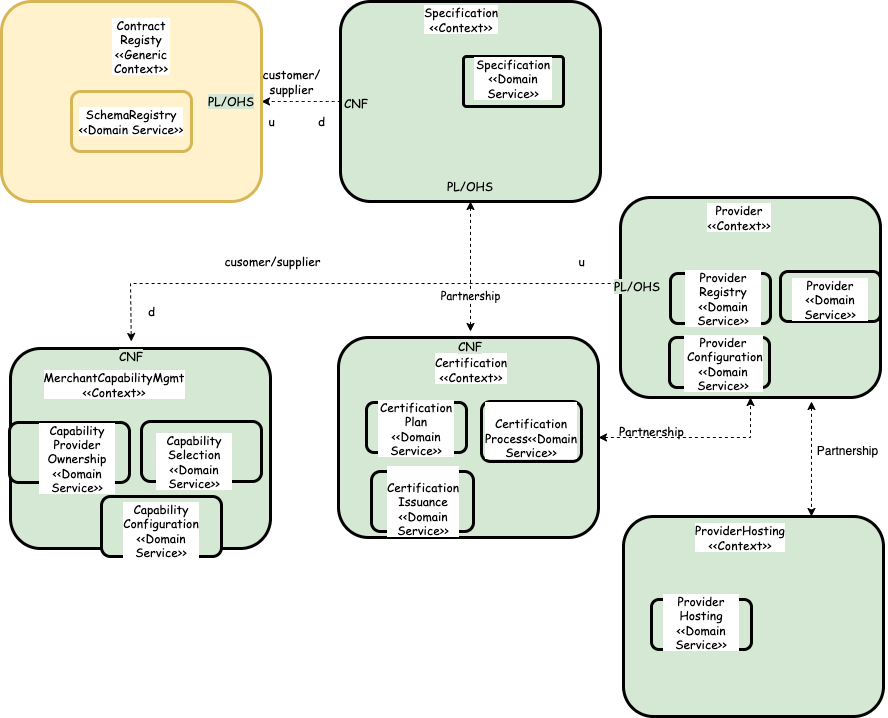 Contract
Registy
<<Generic
Context>>
SchemaRegistry
<<Domain Service>>
PL/OHS
customer/
supplier
u
d
Specification
<<Context>>
Specification
<<Domain
Service>>
CNF
PL/OHS
Provider
<<Context>>
Provider
Registry
<<Domain
Service>>
Provider
<<Domain
Service>>
Provider
Configuration
<<Domain
Service>>
PL/OHS
cusomer/supplier
u
d
Partnership
CNF
MerchantCapabilityMgmt
<<Context>>
Capability
Provider
Ownership
<<Domain
Service>>
Capability
Selection
<<Domain
Service>>
Capability
Configuration
<<Domain
Service>>
CNF
Certification
<<Context>>
Certification
Plan
<<Domain
Service>>
Certification
Process<<Domain
Service>>
Certification
Issuance
<<Domain
Service>>
Partnership
Partnership
ProviderHosting
<<Context>>
Provider
Hosting
<<Domain
Service>>